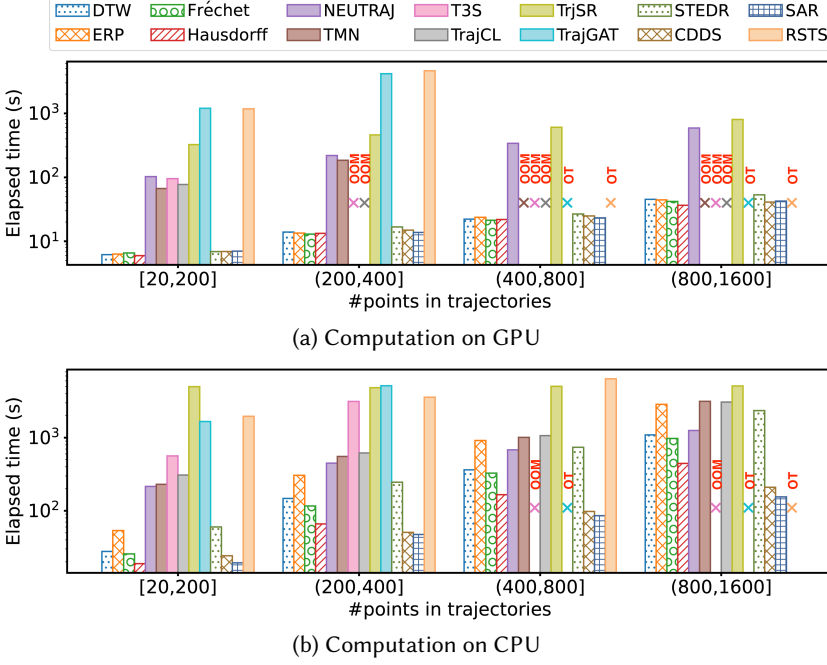 DTW Fréchet NEUTRAJ T3S TrjSR STEDR SAR
ERP Hausdorff TMN TrajCL TrajGAT CDDS RSTS
Elapsed time (s)
10³
10²
10¹
OOM OOM OOM OOM OOM OT OT OOM OOM OOM OT OT
[20,200] (200,400] (400,800] (800,1600]
#points in trajectories
(a) Computation on GPU
Elapsed time (s)
10³
10²
OOM OT OOM OT OT
[20,200] (200,400] (400,800] (800,1600]
#points in trajectories
(b) Computation on CPU